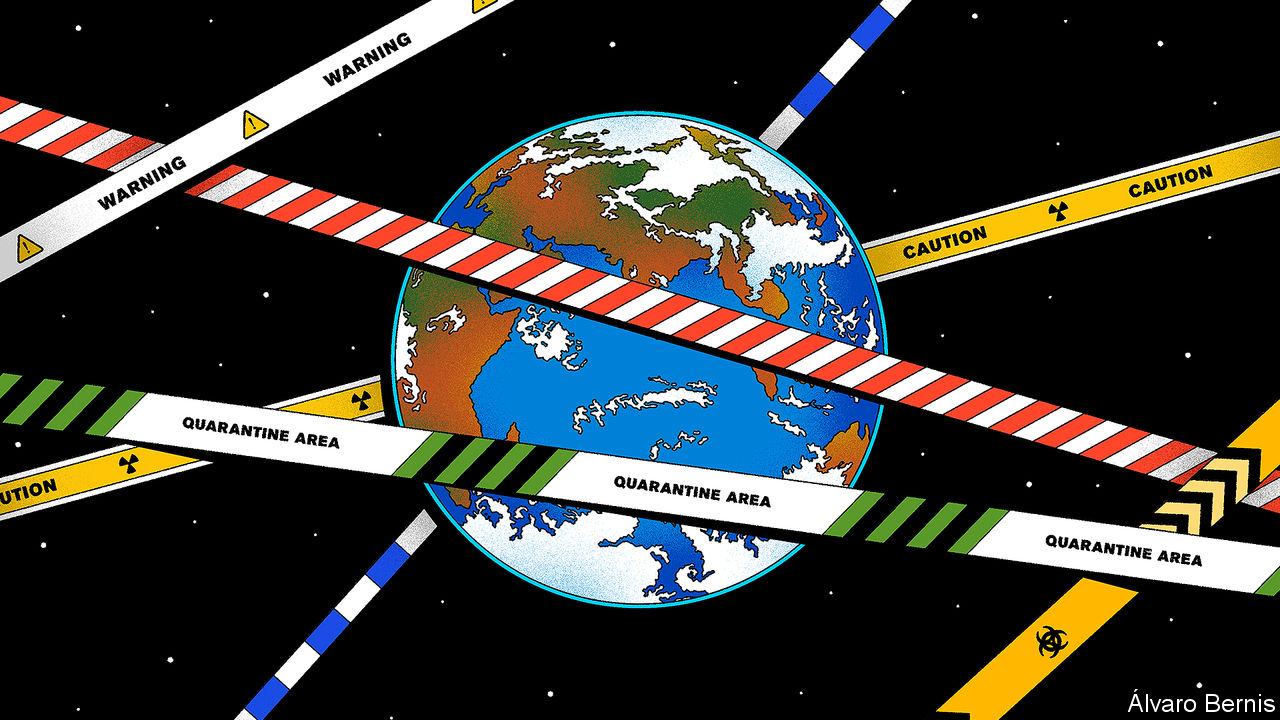 WARNING
WARNING
CAUTION
CAUTION
QUARANTINE AREA
QUARANTINE AREA
QUARANTINE AREA
UTION
Álvaro Bernis